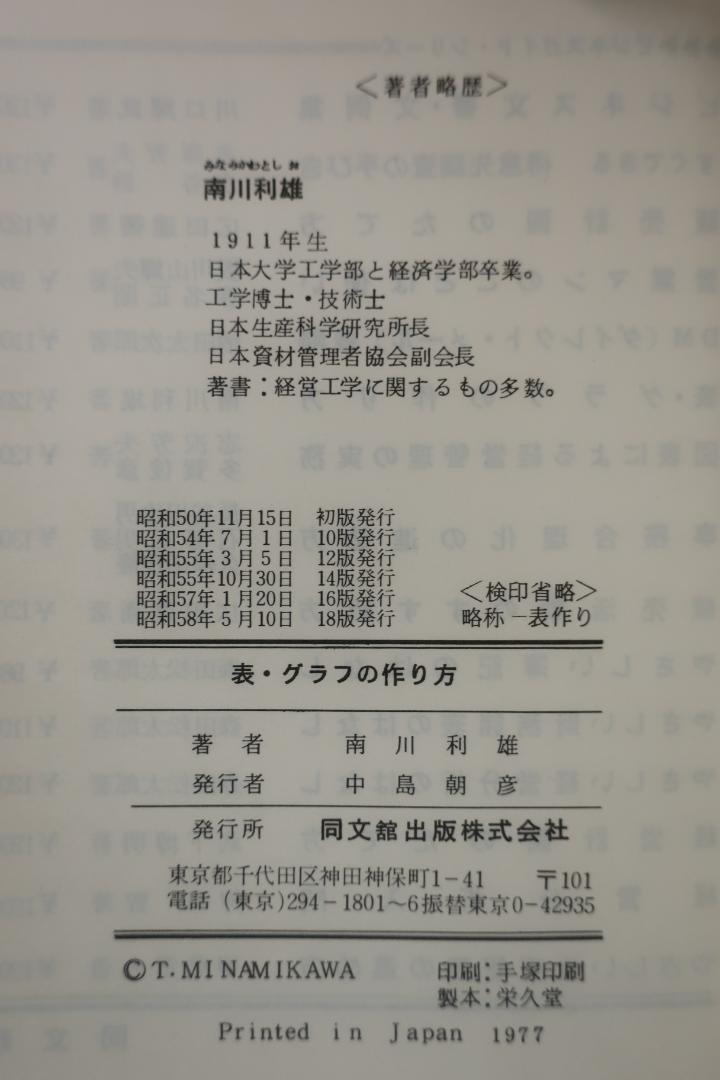 <著者略歴>
みなみかわとし お
南川利雄
1911年生
日本大学工学部と経済学部卒業。
工学博士・技術士
日本生産科学研究所長
日本資材管理者協会副会長
著書：経営工学に関するもの多数。
昭和50年11月15日 初版発行
昭和54年7月1日 10版発行
昭和55年3月5日 12版発行
昭和55年10月30日 14版発行
昭和57年1月20日 16版発行
昭和58年5月10日 18版発行
<検印省略>
略称－表作り
表・グラフの作り方
著者 南川利雄
発行者 中島朝彦
発行所 同文舘出版株式会社
東京都千代田区神田神保町1-41 〒101
電話（東京）294-1801～6振替東京0-42935
©T. MINAMIKAWA
印刷：手塚印刷
製本：栄久堂
Printed in Japan 1977